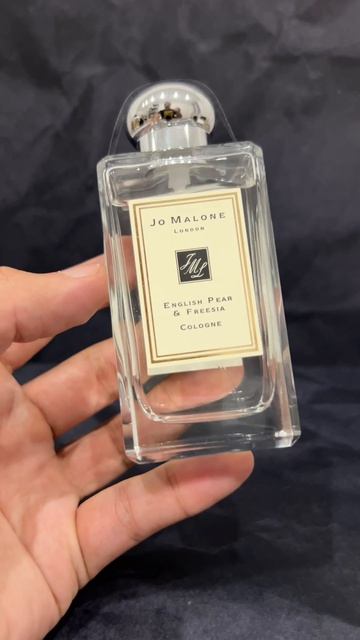 JO MALONE
LONDON
JML
ENGLISH PEAR
& FREESIA
COLOGNE